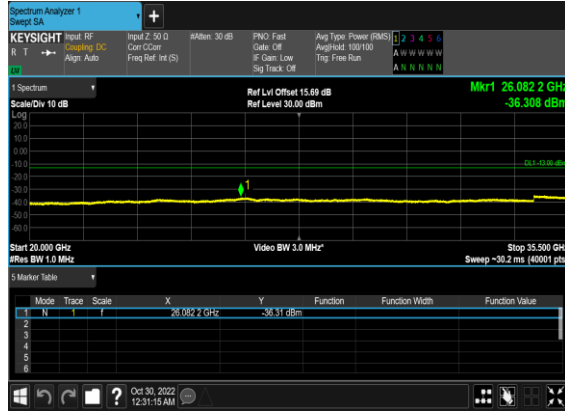 Spectrum Analyzer 1
Swept SA
+
KEYSIGHT Input: RF Input Z: 50 Ω #Atten: 30 dB PNO: Fast Avg Type: Power (RMS) 1 2 3 4 5 6
R T Coupling: DC Corr CCorr Gate: Off Avg|Hold: 100/100 A W W W W W
Align: Auto Freq Ref: Int (S) IF Gain: Low Trig: Free Run
Sig Track: Off A N N N N N
1 Spectrum Ref Lvl Offset 15.69 dB Mkr1 26.082 2 GHz
Scale/Div 10 dB Ref Level 30.00 dBm -36.308 dBm
Log
20.0
10.0
0.00
-10.0
DL1 -13.00 dBm
-20.0
-30.0
1
-40.0
-50.0
-60.0
Start 20.000 GHz Video BW 3.0 MHz* Stop 35.500 GHz
#Res BW 1.0 MHz Sweep ~30.2 ms (40001 pts)
5 Marker Table
Mode Trace Scale X Y Function Function Width Function Value
1 N 1 f 26.082 2 GHz -36.31 dBm
2
3
4
5
6
? Oct 30, 2022
12:31:15 AM